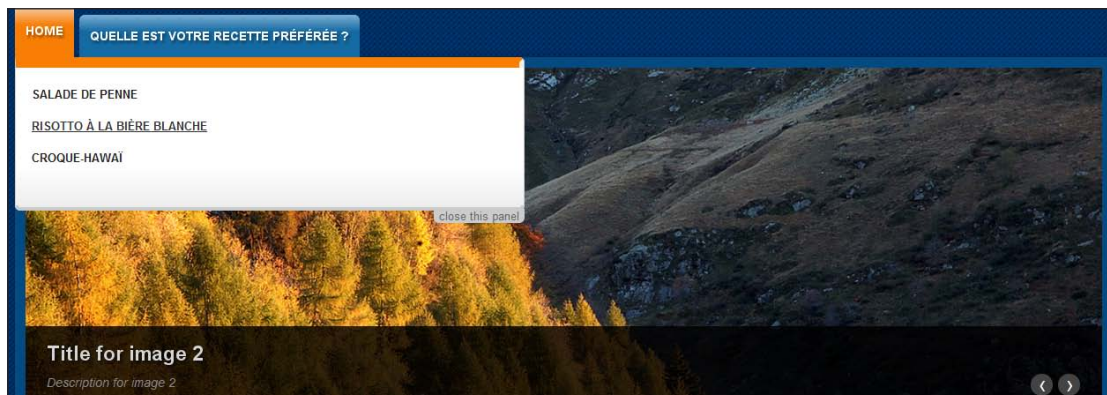 HOME
QUELLE EST VOTRE RECETTE PRÉFÉRÉE ?
SALADE DE PENNE
RISOTTO À LA BIÈRE BLANCHE
CROQUE-HAWAÏ
close this panel
Title for image 2
Description for image 2